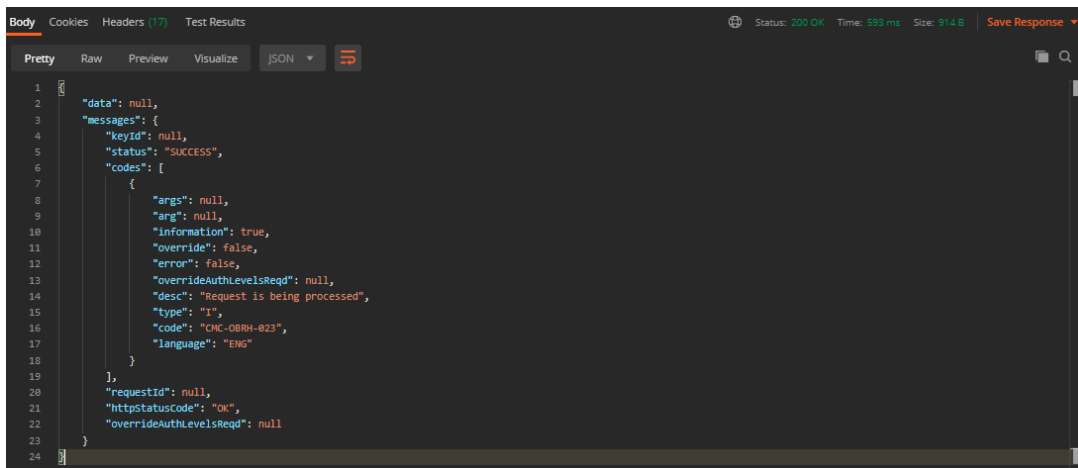 Body Cookies Headers (17) Test Results Status: 200 OK Time: 593 ms Size: 914 B Save Response
Pretty Raw Preview Visualize JSON
1 {
2 "data": null,
3 "messages": {
4 "keyId": null,
5 "status": "SUCCESS",
6 "codes": [
7 {
8 "args": null,
9 "arg": null,
10 "information": true,
11 "override": false,
12 "error": false,
13 "overrideAuthLevelsReqd": null,
14 "desc": "Request is being processed",
15 "type": "I",
16 "code": "CMC-OBRH-023",
17 "language": "ENG"
18 }
19 ],
20 "requestId": null,
21 "httpStatusCode": "OK",
22 "overrideAuthLevelsReqd": null
23 }
24 }